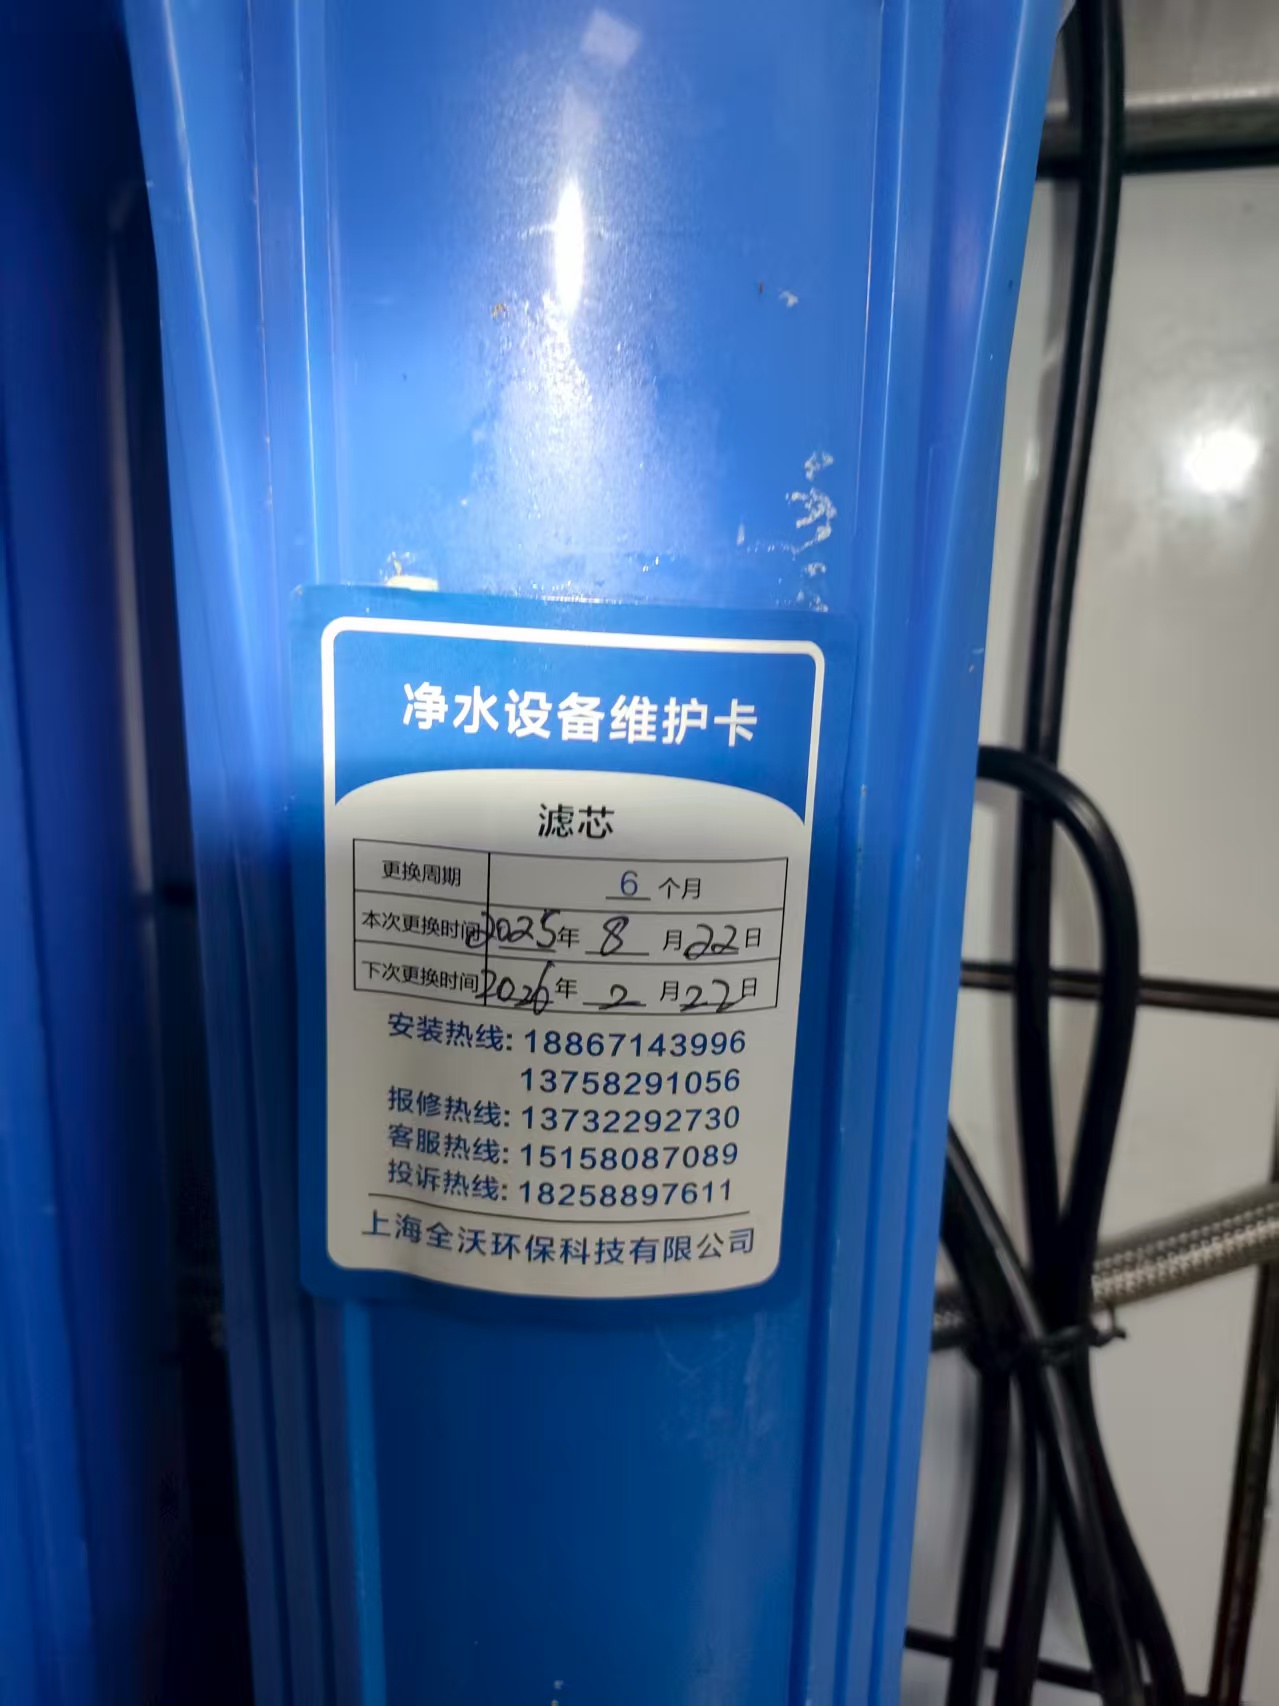 净水设备维护卡
滤芯
更换周期 6 个月
本次更换时间 2025年 8 月 22日
下次更换时间 2026年 2 月 22日
安装热线: 18867143996
13758291056
报修热线: 13732292730
客服热线: 15158087089
投诉热线: 18258897611
上海全沃环保科技有限公司